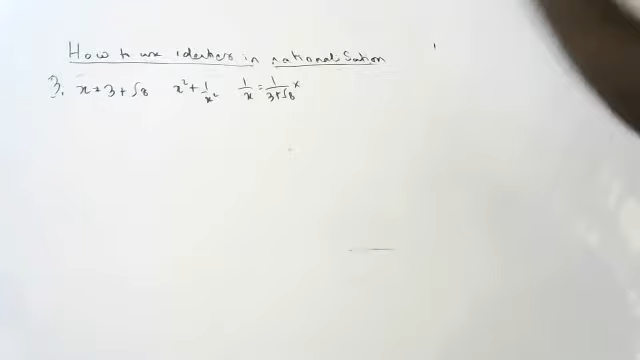 How to use identities in rationalisation
3. x = 3 + √8 x² + 1/x² 1/x = 1/(3+√8) ×